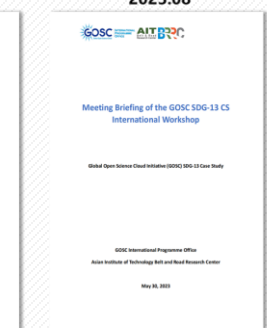 2023.08
GOSC
AIT BRRC
Meeting Briefing of the GOSC SDG-13 CS
International Workshop
Global Open Science Cloud Initiative (GOSC) SDG-13 Case Study
GOSC International Programme Office
Asian Institute of Technology Belt and Road Research Center
May 30, 2023